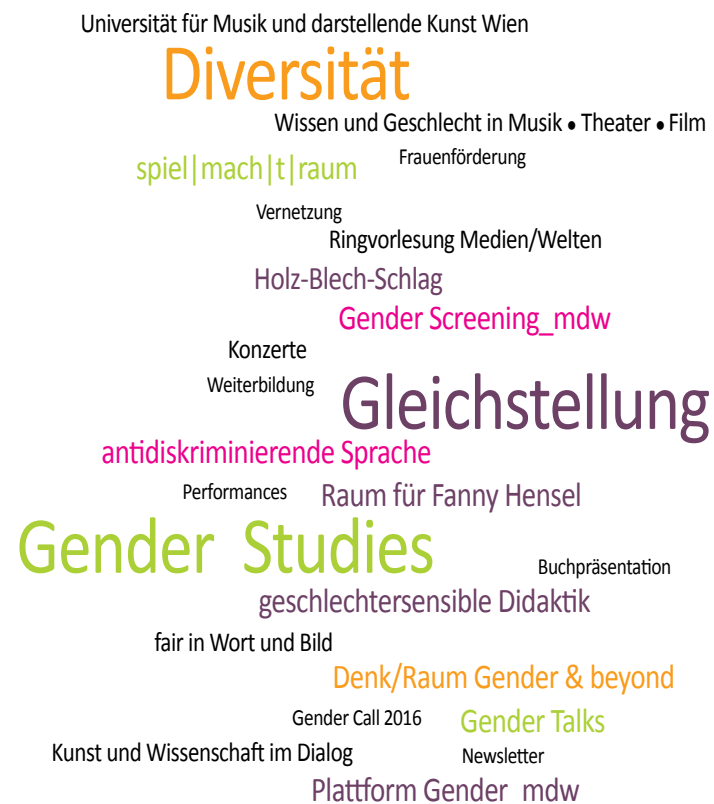 Universität für Musik und darstellende Kunst Wien
Diversität
Wissen und Geschlecht in Musik • Theater • Film
Frauenförderung
spiel|mach|t|raum
Vernetzung
Ringvorlesung Medien/Welten
Holz-Blech-Schlag
Gender Screening_mdw
Konzerte
Weiterbildung
Gleichstellung
antidiskriminierende Sprache
Performances
Raum für Fanny Hensel
Gender Studies
Buchpräsentation
geschlechtersensible Didaktik
fair in Wort und Bild
Denk/Raum Gender & beyond
Gender Call 2016
Gender Talks
Kunst und Wissenschaft im Dialog
Newsletter
Plattform Gender_mdw